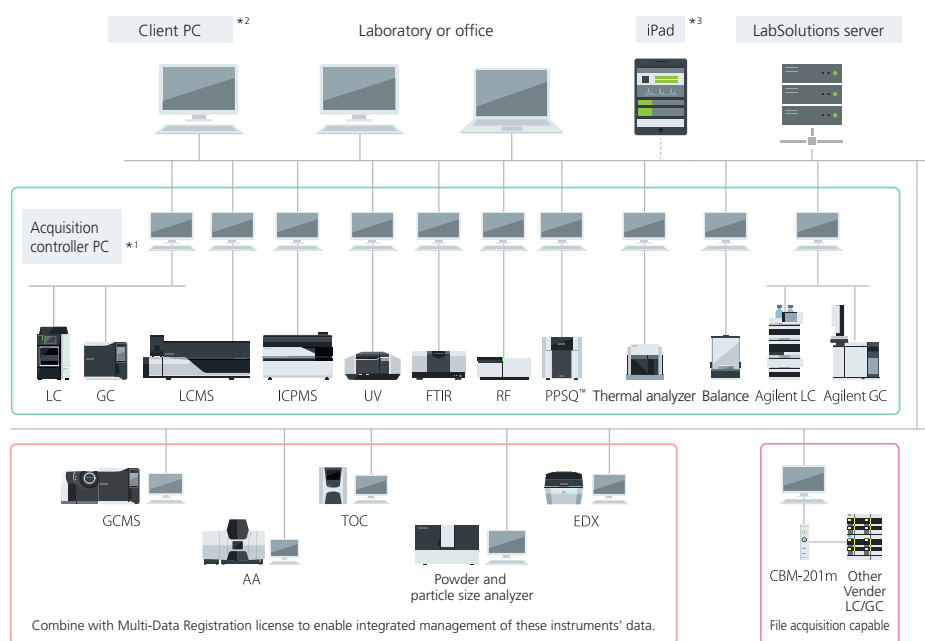 Client PC *2
Laboratory or office
iPad *3
LabSolutions server
Acquisition
controller PC *1
LC
GC
LCMS
ICPMS
UV
FTIR
RF
PPSQ™
Thermal analyzer
Balance
Agilent LC
Agilent GC
GCMS
TOC
EDX
AA
Powder and
particle size analyzer
Combine with Multi-Data Registration license to enable integrated management of these instruments' data.
CBM-201m
Other
Vender
LC/GC
File acquisition capable